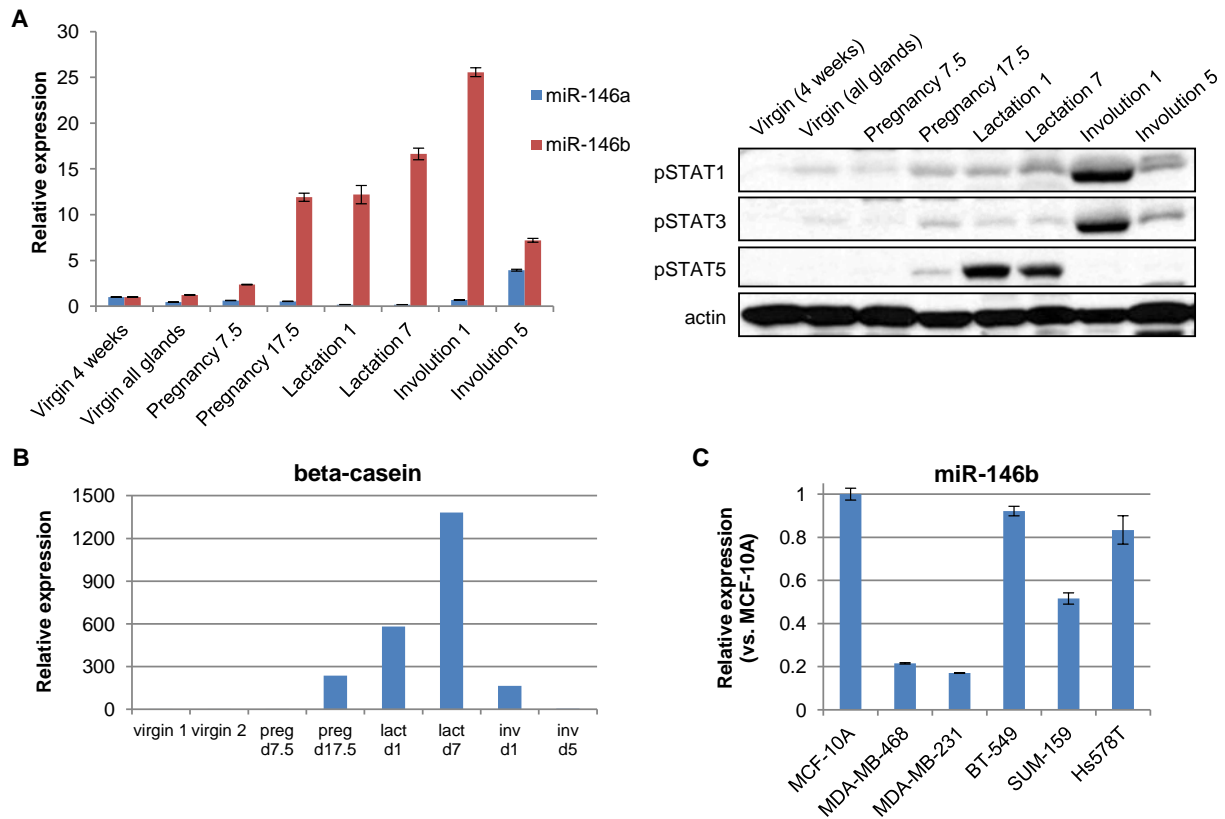 A
Relative expression
30
25
20
15
10
5
0
miR-146a
miR-146b
Virgin 4 weeks
Virgin all glands
Pregnancy 7.5
Pregnancy 17.5
Lactation 1
Lactation 7
Involution 1
Involution 5
Virgin (4 weeks)
Virgin (all glands)
Pregnancy 7.5
Pregnancy 17.5
Lactation 1
Lactation 7
Involution 1
Involution 5
pSTAT1
pSTAT3
pSTAT5
actin
B
beta-casein
Relative expression
1500
1200
900
600
300
0
virgin 1
virgin 2
preg d7.5
preg d17.5
lact d1
lact d7
inv d1
inv d5
C
miR-146b
Relative expression
(vs. MCF-10A)
1
0.8
0.6
0.4
0.2
0
MCF-10A
MDA-MB-468
MDA-MB-231
BT-549
SUM-159
Hs578T